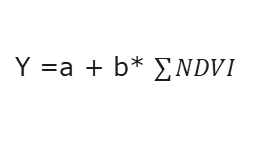 Y =a + b* ∑NDVI